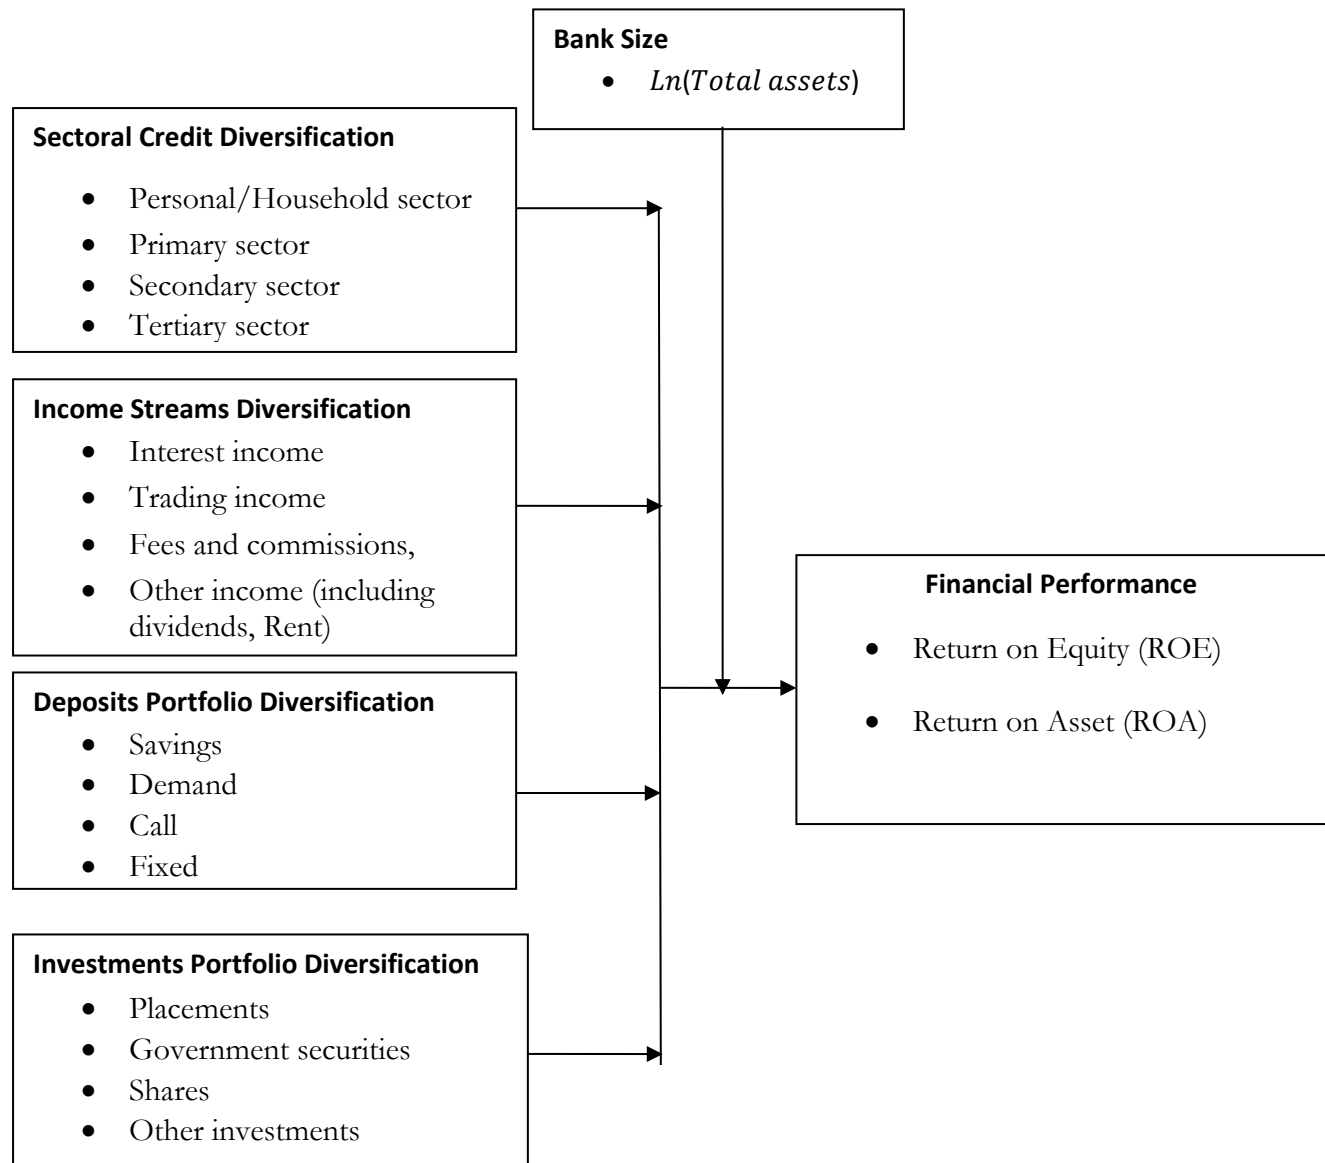 Bank Size
• Ln(Total assets)
Sectoral Credit Diversification
• Personal/Household sector
• Primary sector
• Secondary sector
• Tertiary sector
Income Streams Diversification
• Interest income
• Trading income
• Fees and commissions,
• Other income (including
dividends, Rent)
Deposits Portfolio Diversification
• Savings
• Demand
• Call
• Fixed
Investments Portfolio Diversification
• Placements
• Government securities
• Shares
• Other investments
Financial Performance
• Return on Equity (ROE)
• Return on Asset (ROA)